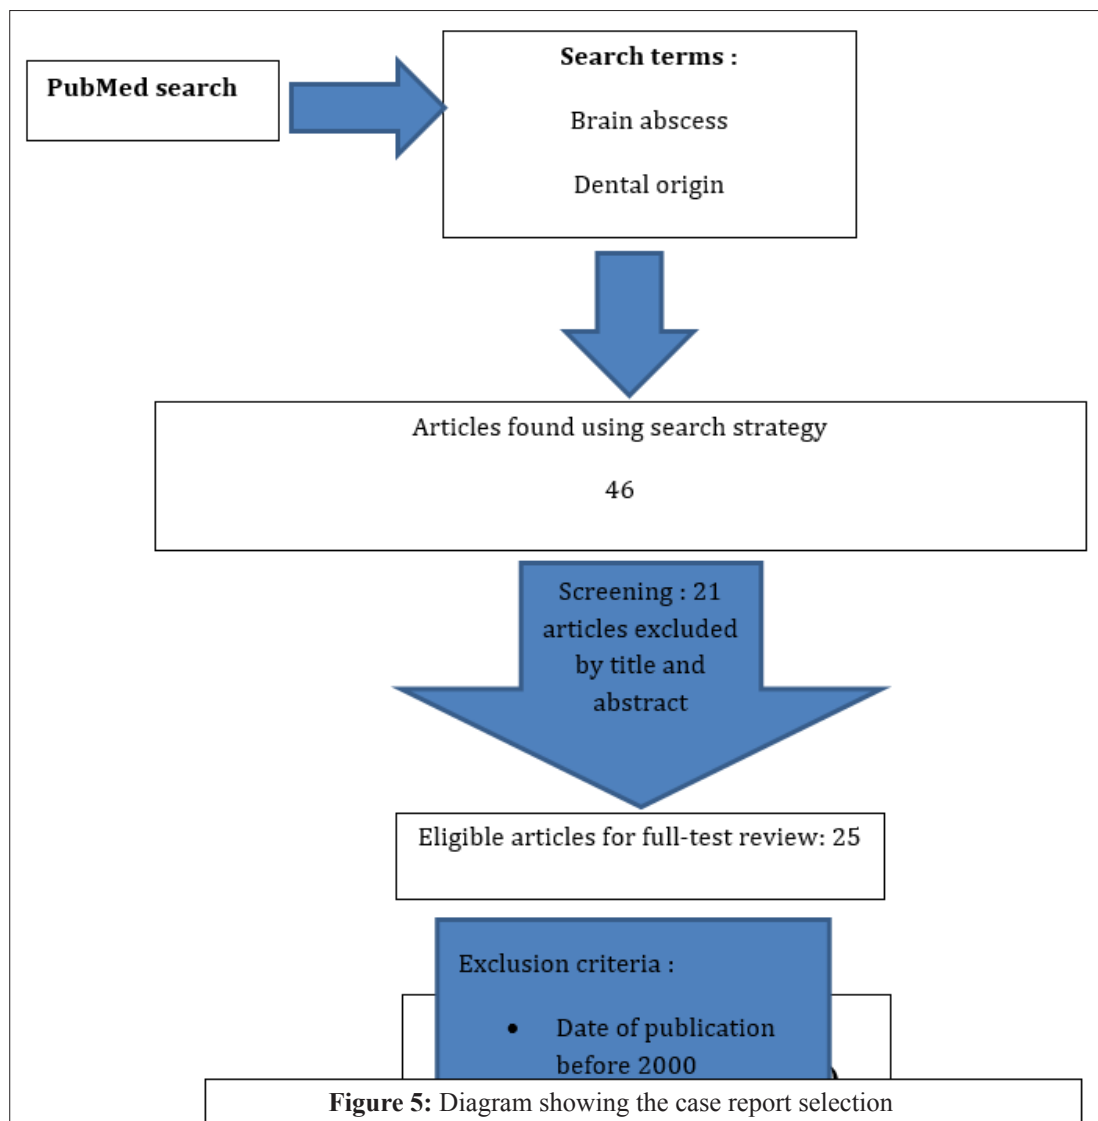 PubMed search
Search terms :
Brain abscess
Dental origin
Articles found using search strategy
46
Screening : 21
articles excluded
by title and
abstract
Eligible articles for full-test review: 25
Exclusion criteria :
• Date of publication
before 2000
Figure 5: Diagram showing the case report selection